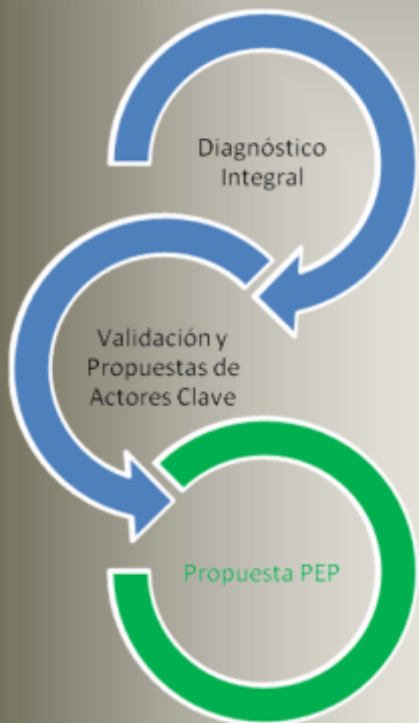 Diagnóstico
Integral
Validación y
Propuestas de
Actores Clave
Propuesta PEP